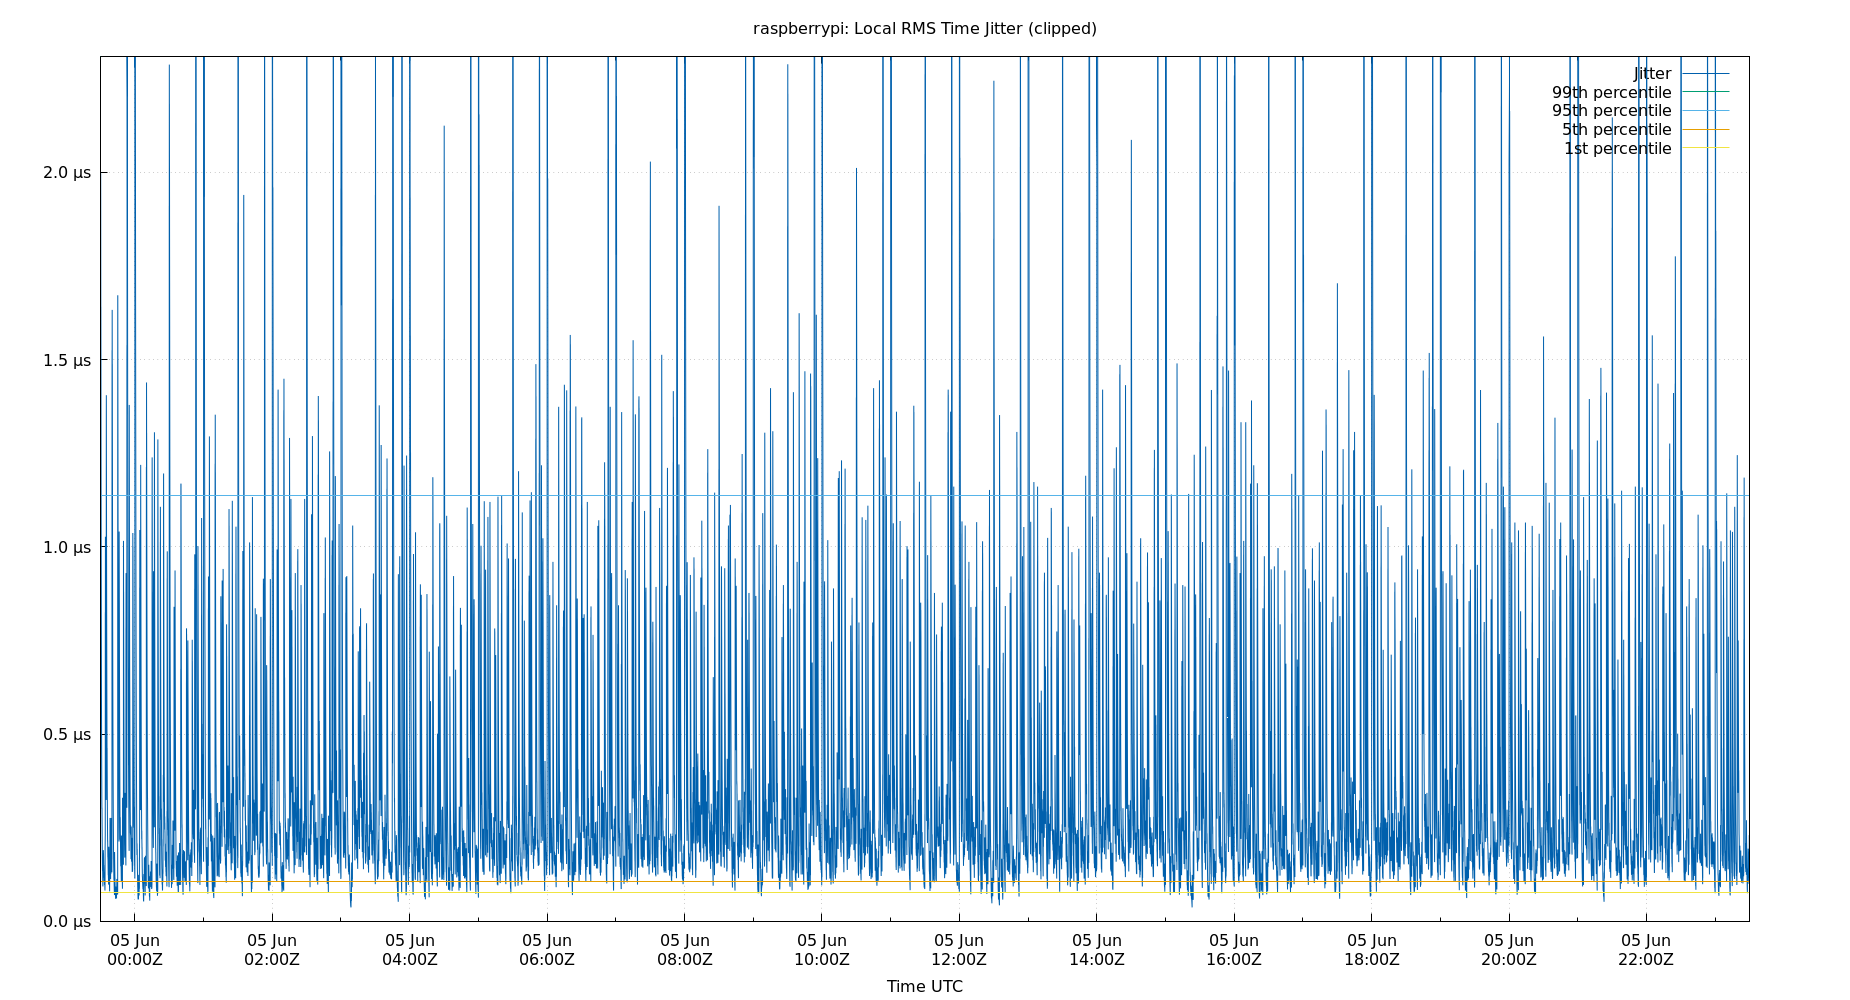 raspberrypi: Local RMS Time Jitter (clipped)
Jitter
99th percentile
95th percentile
5th percentile
1st percentile
2.0 μs
1.5 μs
1.0 μs
0.5 μs
0.0 μs
05 Jun 05 Jun 05 Jun 05 Jun 05 Jun 05 Jun 05 Jun 05 Jun 05 Jun 05 Jun 05 Jun 05 Jun
00:00Z 02:00Z 04:00Z 06:00Z 08:00Z 10:00Z 12:00Z 14:00Z 16:00Z 18:00Z 20:00Z 22:00Z
Time UTC